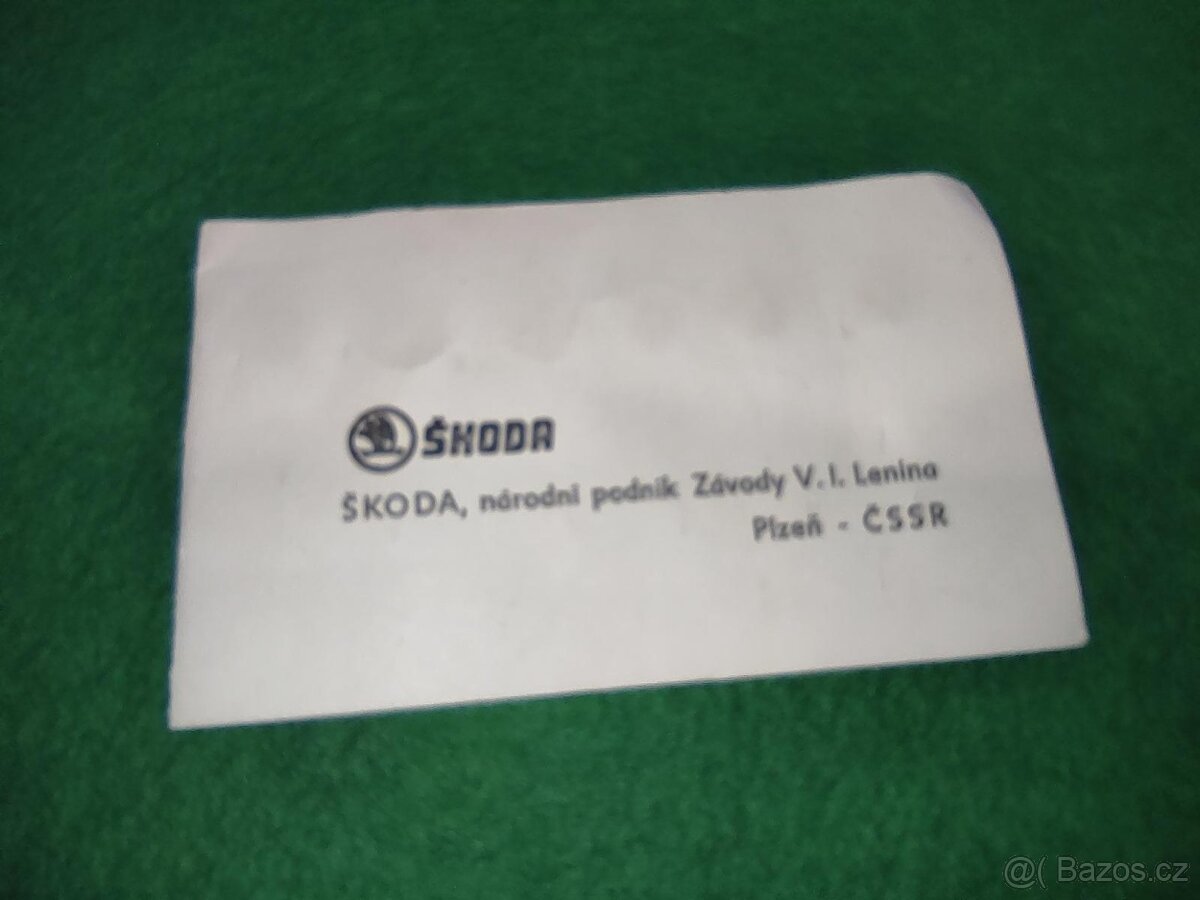 ŠKODA
ŠKODA, národní podnik Závody V. I. Lenina
Plzeň - ČSSR
@( Bazos.cz